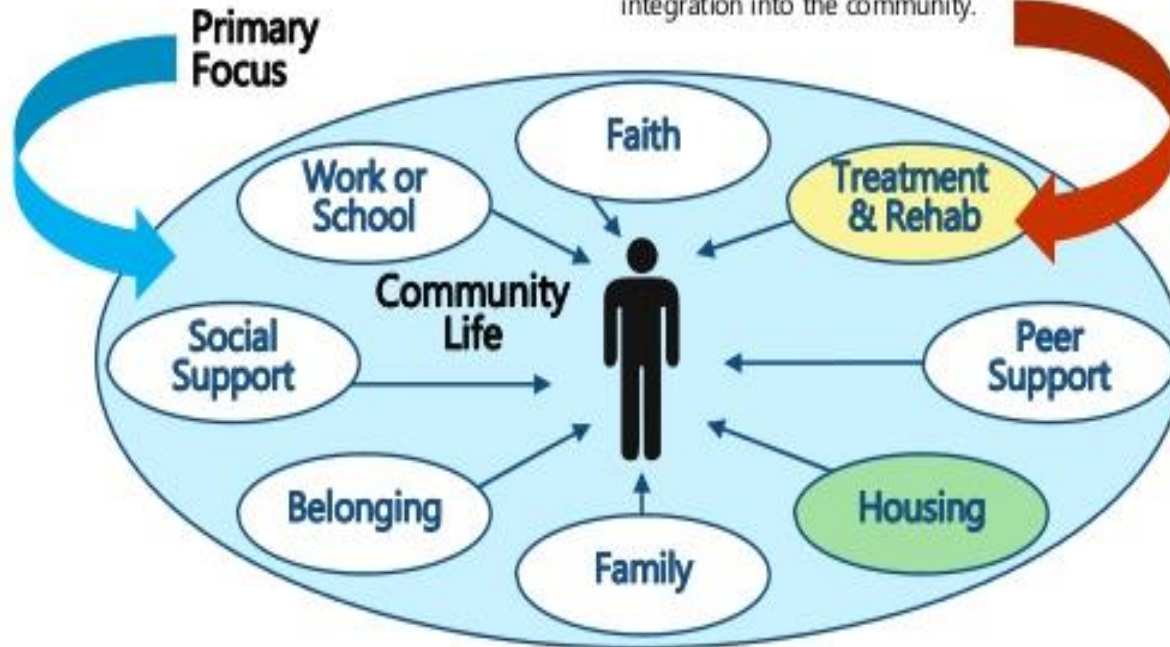 integration into the community.
Primary
Focus
Faith
Work or
School
Treatment
& Rehab
Community
Life
Social
Support
Peer
Support
Belonging
Housing
Family